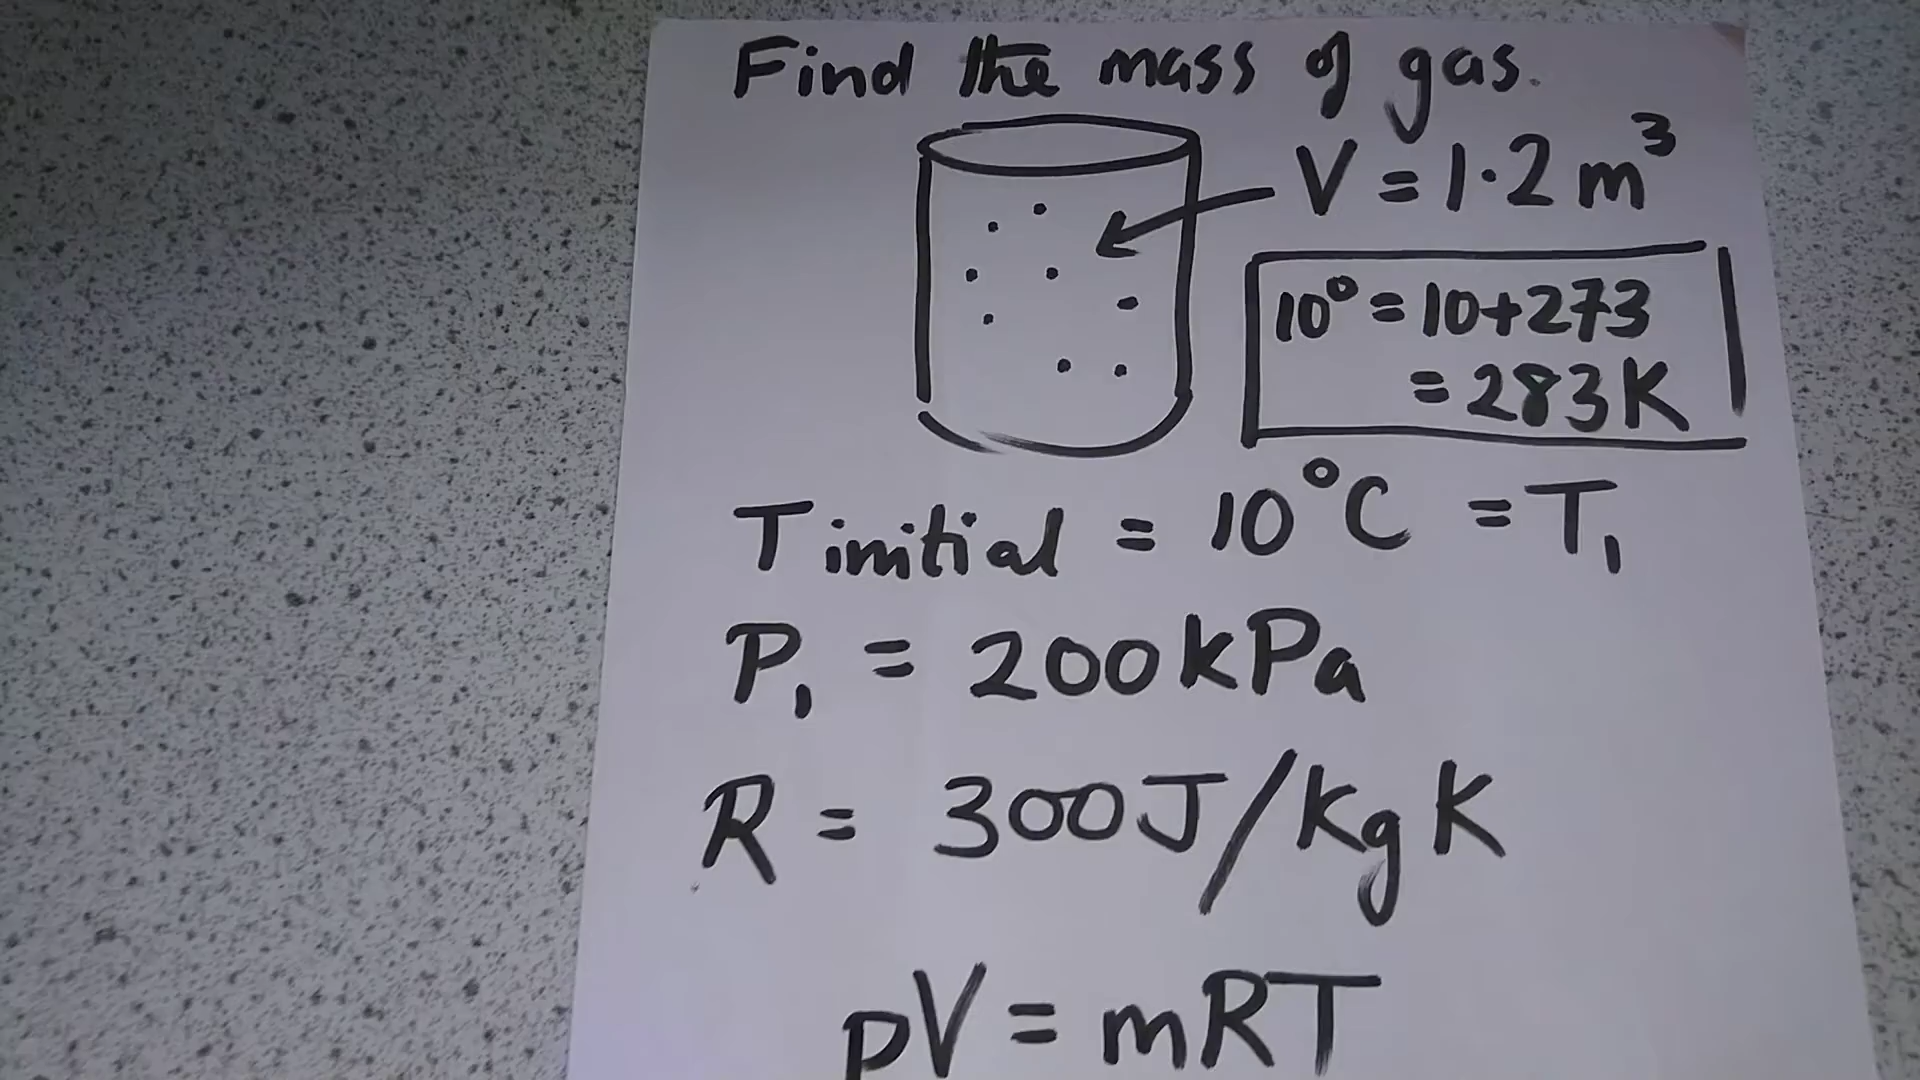 Find the mass of gas.
V = 1.2 m³
10° = 10+273
= 283K
T initial = 10°C = T₁
P₁ = 200kPa
R = 300J/kg K
pV = mRT